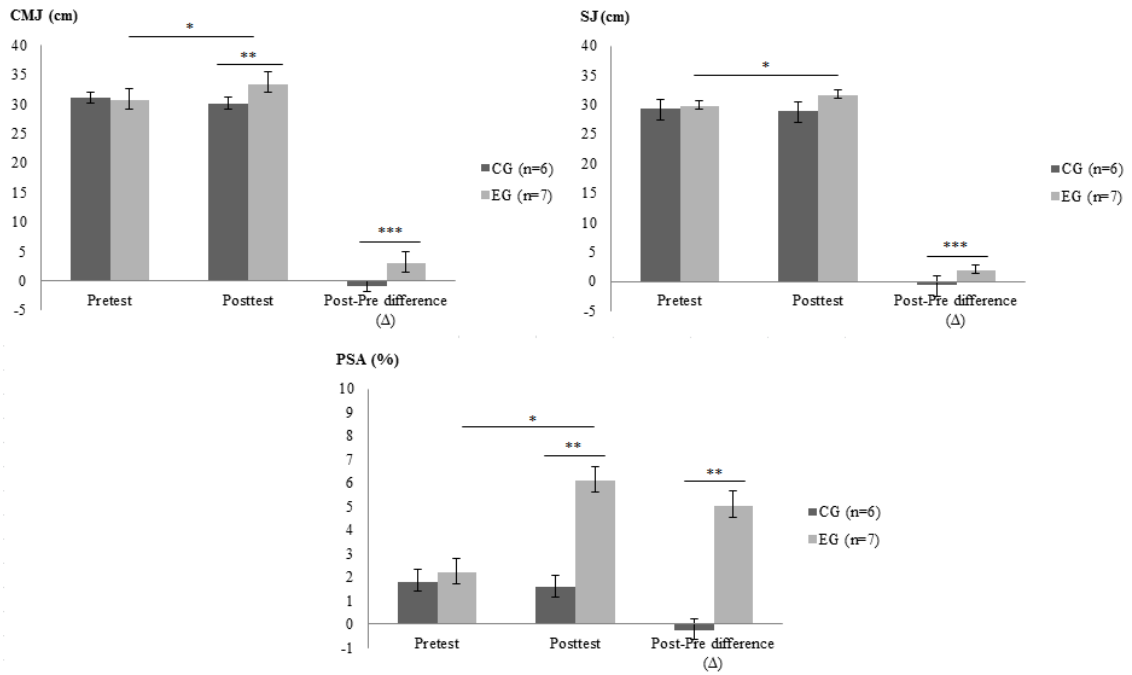 CMJ (cm)
40
35
30
25
20
15
10
5
0
-5
*
**
***
Pretest
Posttest
Post-Pre difference
(Δ)
CG (n=6)
EG (n=7)
SJ (cm)
40
35
30
25
20
15
10
5
0
-5
*
***
Pretest
Posttest
Post-Pre difference
(Δ)
CG (n=6)
EG (n=7)
PSA (%)
10
9
8
7
6
5
4
3
2
1
0
-1
*
**
**
Pretest
Posttest
Post-Pre difference
(Δ)
CG (n=6)
EG (n=7)